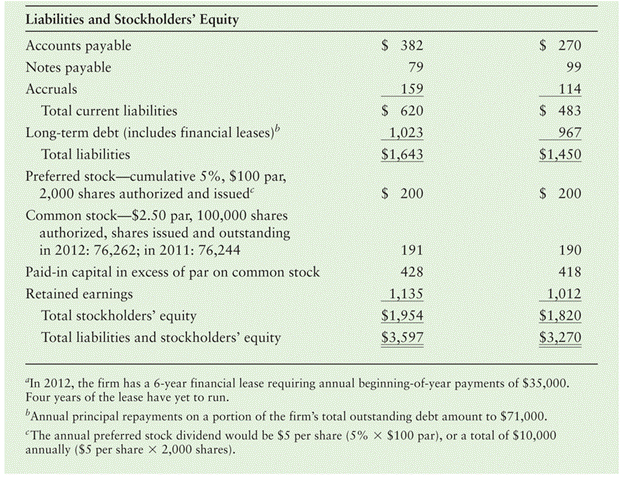 Liabilities and Stockholders' Equity
Accounts payable $ 382 $ 270
Notes payable 79 99
Accruals 159 114
Total current liabilities $ 620 $ 483
Long-term debt (includes financial leases)b 1,023 967
Total liabilities $1,643 $1,450
Preferred stock—cumulative 5%, $100 par,
2,000 shares authorized and issuedc $ 200 $ 200
Common stock—$2.50 par, 100,000 shares
authorized, shares issued and outstanding
in 2012: 76,262; in 2011: 76,244 191 190
Paid-in capital in excess of par on common stock 428 418
Retained earnings 1,135 1,012
Total stockholders' equity $1,954 $1,820
Total liabilities and stockholders' equity $3,597 $3,270
aIn 2012, the firm has a 6-year financial lease requiring annual beginning-of-year payments of $35,000.
Four years of the lease have yet to run.
bAnnual principal repayments on a portion of the firm's total outstanding debt amount to $71,000.
cThe annual preferred stock dividend would be $5 per share (5% × $100 par), or a total of $10,000
annually ($5 per share × 2,000 shares).